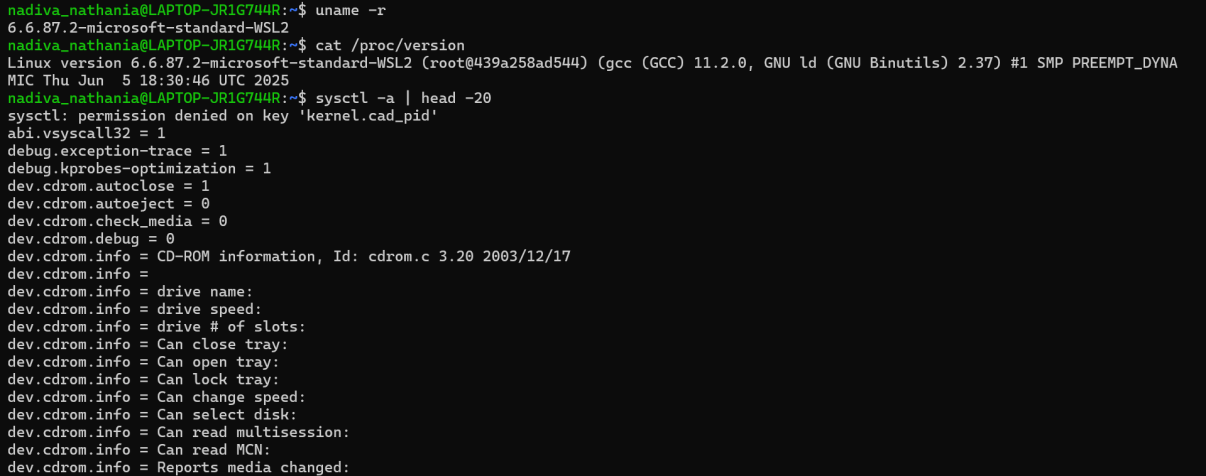 nadiva_nathania@LAPTOP-JR1G744R:~$ uname -r
6.6.87.2-microsoft-standard-WSL2
nadiva_nathania@LAPTOP-JR1G744R:~$ cat /proc/version
Linux version 6.6.87.2-microsoft-standard-WSL2 (root@439a258ad544) (gcc (GCC) 11.2.0, GNU ld (GNU Binutils) 2.37) #1 SMP PREEMPT_DYNA
MIC Thu Jun  5 18:30:46 UTC 2025
nadiva_nathania@LAPTOP-JR1G744R:~$ sysctl -a | head -20
sysctl: permission denied on key 'kernel.cad_pid'
abi.vsyscall32 = 1
debug.exception-trace = 1
debug.kprobes-optimization = 1
dev.cdrom.autoclose = 1
dev.cdrom.autoeject = 0
dev.cdrom.check_media = 0
dev.cdrom.debug = 0
dev.cdrom.info = CD-ROM information, Id: cdrom.c 3.20 2003/12/17
dev.cdrom.info =
dev.cdrom.info = drive name:
dev.cdrom.info = drive speed:
dev.cdrom.info = drive # of slots:
dev.cdrom.info = Can close tray:
dev.cdrom.info = Can open tray:
dev.cdrom.info = Can lock tray:
dev.cdrom.info = Can change speed:
dev.cdrom.info = Can select disk:
dev.cdrom.info = Can read multisession:
dev.cdrom.info = Can read MCN:
dev.cdrom.info = Reports media changed: